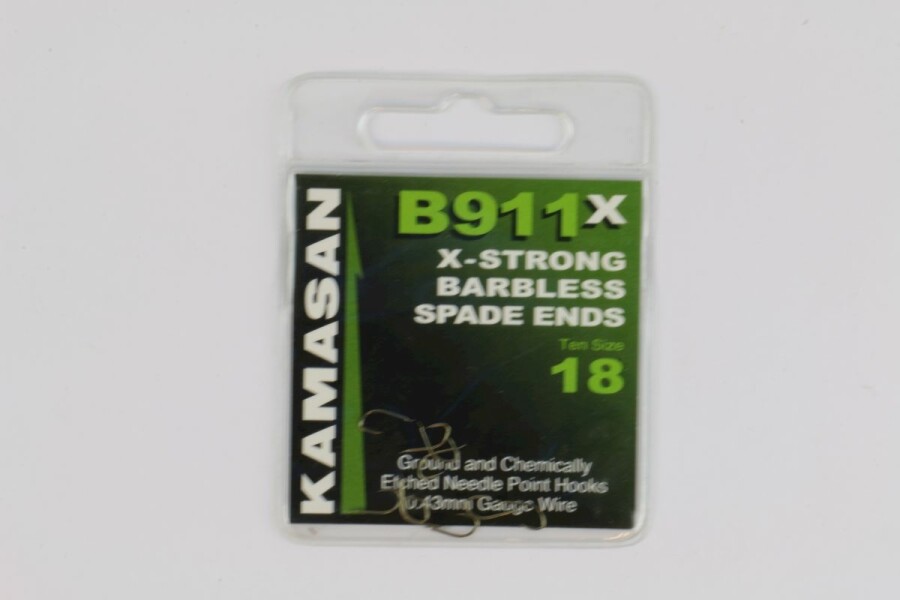 KAMASAN
B911X
X-STRONG
BARBLESS
SPADE ENDS
Ten Size
18
Ground and Chemically
Etched Needle Point Hooks
0.43mm Gauge Wire